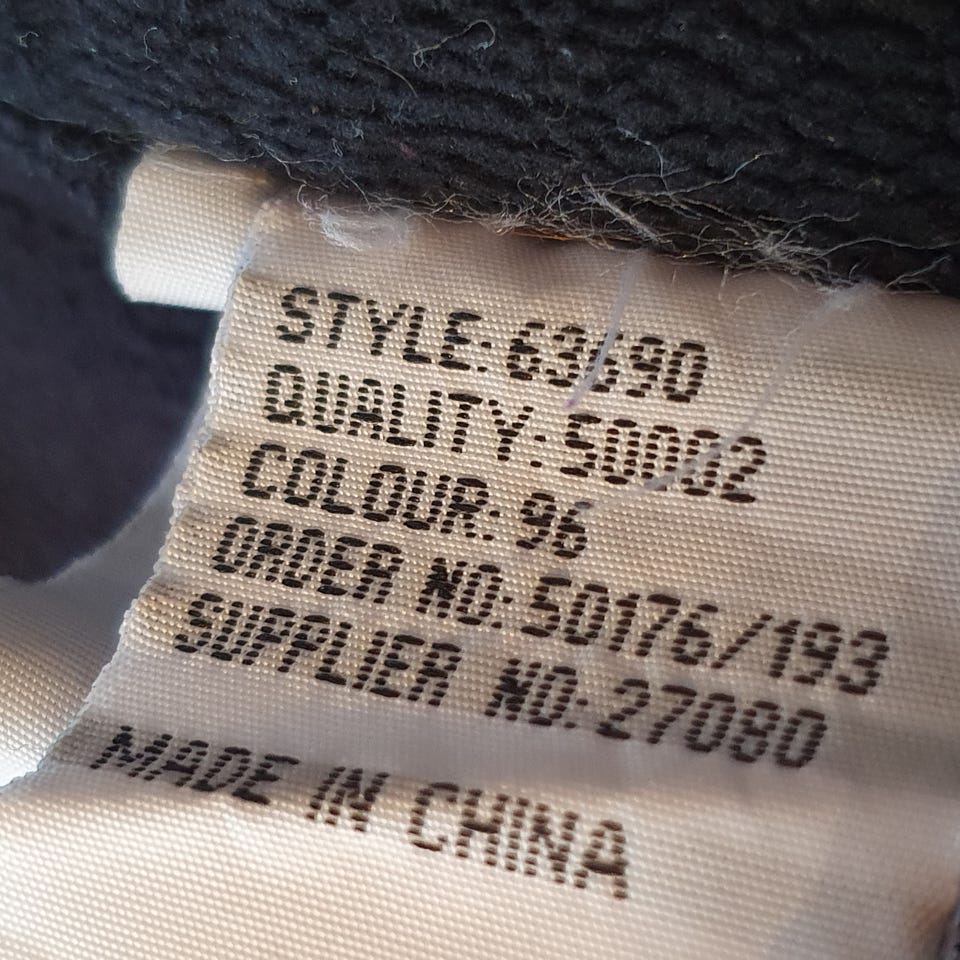 STYLE: 63690
QUALITY: 50002
COLOUR: 96
ORDER NO: 50176/193
SUPPLIER NO: 27080
MADE IN CHINA